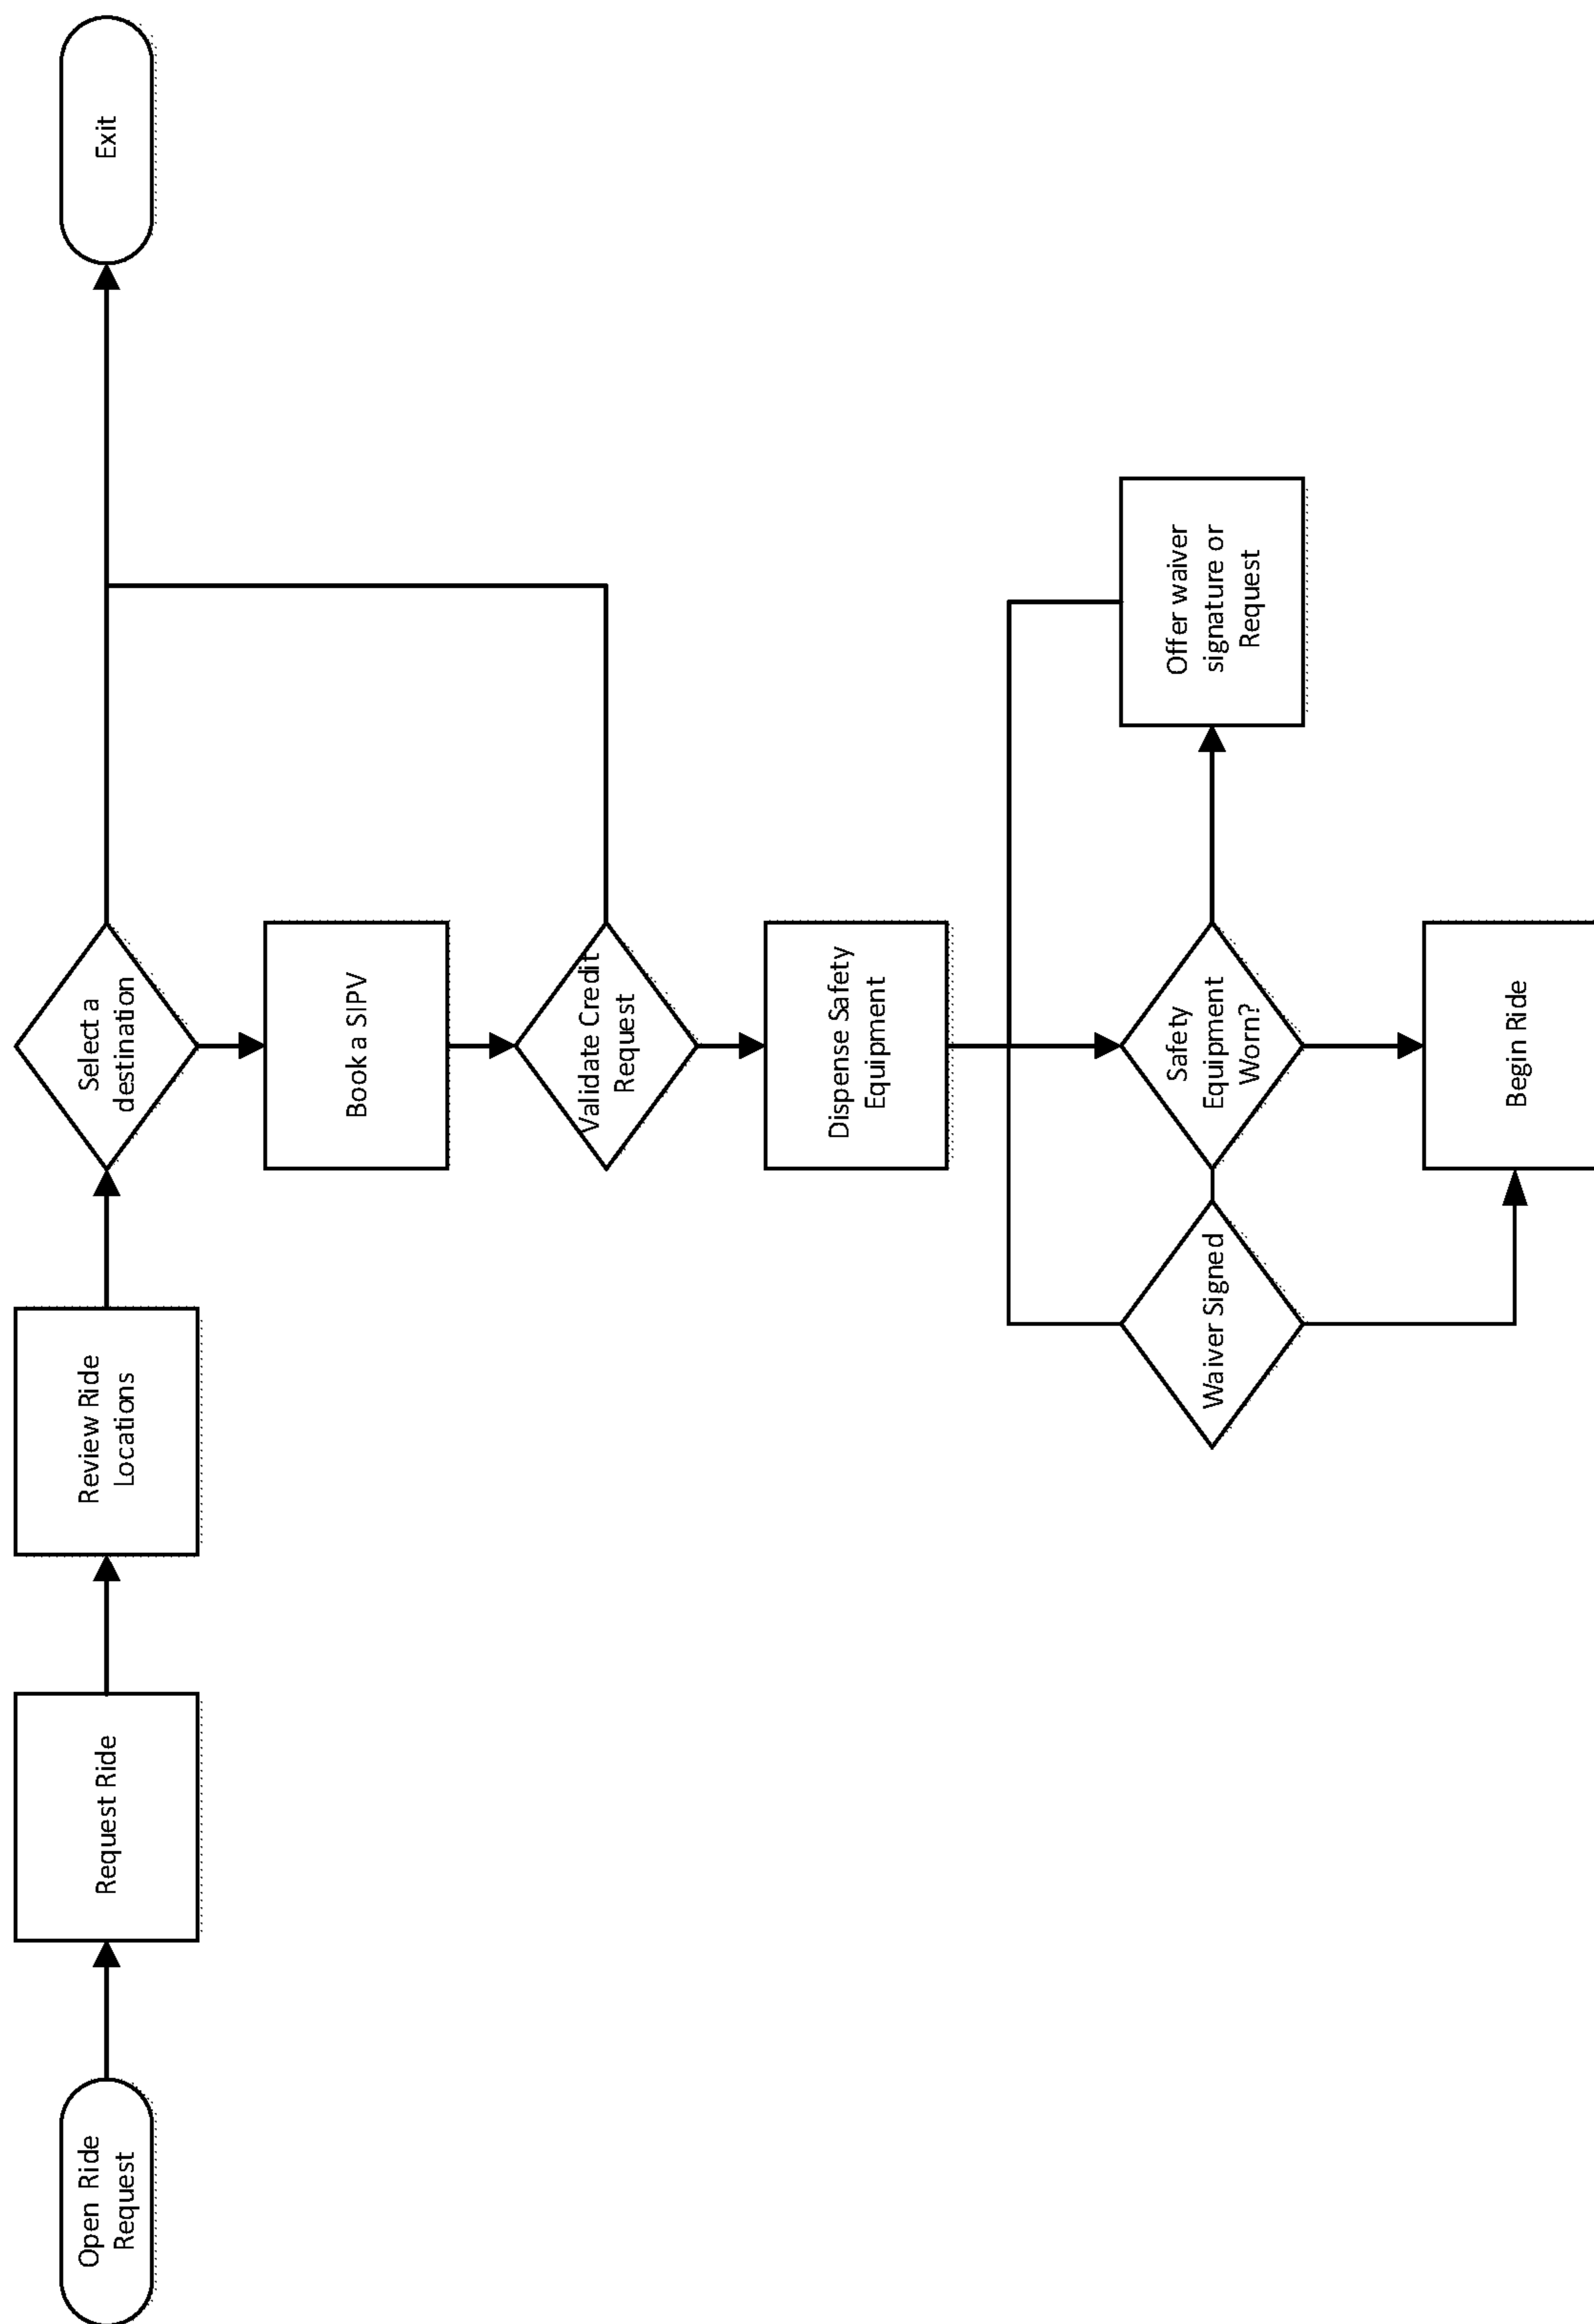 Open Ride
Request
Request Ride
Review Ride
Locations
Select a
destination
Exit
Book a SIPV
Validate Credit
Request
Dispense Safety
Equipment
Waiver Signed
Safety
Equipment
Worn?
Offer waiver
signature or
Request
Begin Ride